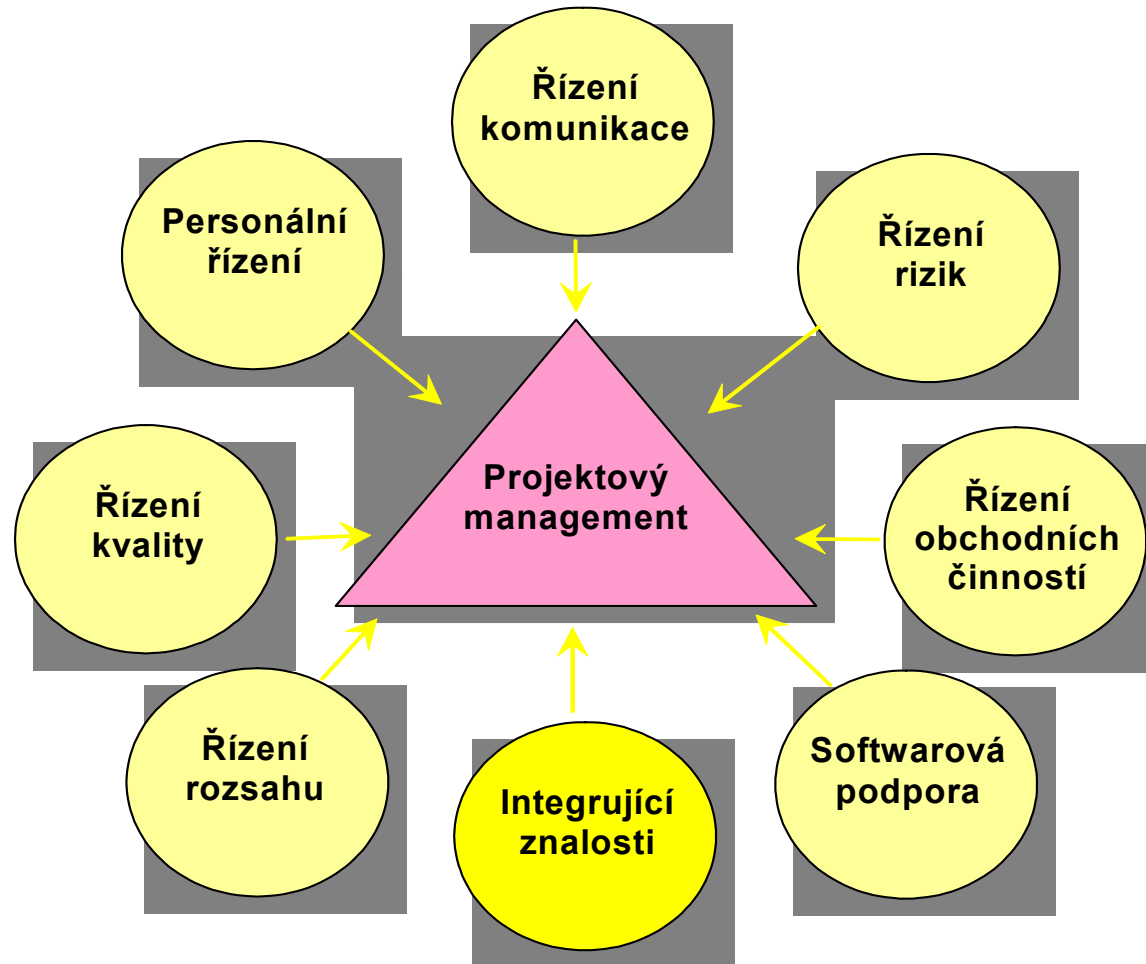 Řízení
komunikace
Personální
řízení
Řízení
rizik
Projektový
management
Řízení
kvality
Řízení
obchodních
činností
Řízení
rozsahu
Integrující
znalosti
Softwarová
podpora